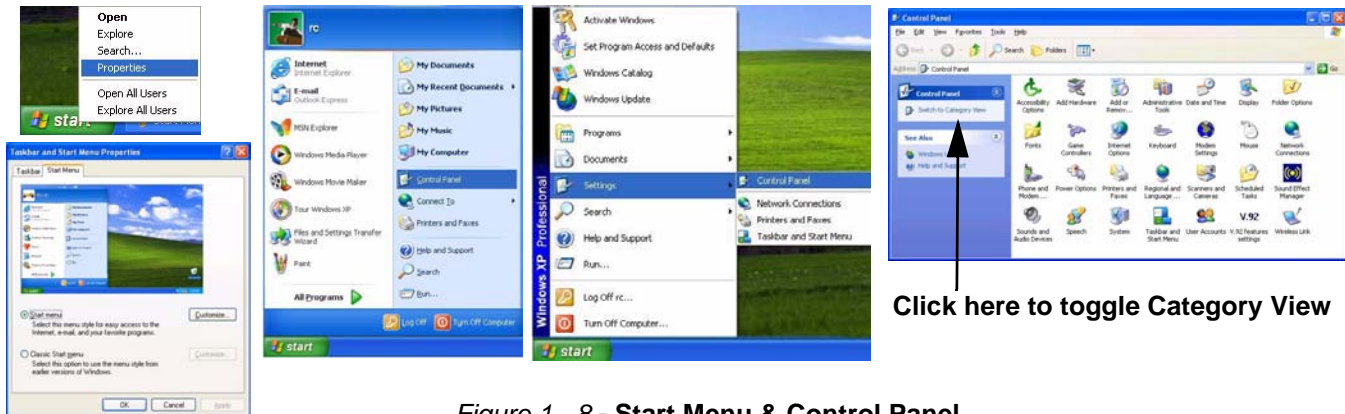 Open
Explore
Search...
Properties
Open All Users
Explore All Users
start
Taskbar and Start Menu Properties
Taskbar
Start Menu
Start menu
Select this menu style for easy access to the
Internet, e-mail, and your favorite programs.
Customize...
Classic Start menu
Select this option to use the menu style from
earlier versions of Windows.
Customize...
OK
Cancel
Apply
rc
Internet
Internet Explorer
E-mail
Outlook Express
MSN Explorer
Windows Media Player
Windows Movie Maker
Tour Windows XP
Files and Settings Transfer
Wizard
Paint
All Programs
My Documents
My Recent Documents
My Pictures
My Music
My Computer
Control Panel
Connect To
Printers and Faxes
Help and Support
Search
Run...
Log Off
Turn Off Computer
start
Windows XP Professional
Activate Windows
Set Program Access and Defaults
Windows Catalog
Windows Update
Programs
Documents
Settings
Search
Help and Support
Run...
Log Off rc...
Turn Off Computer...
Control Panel
Network Connections
Printers and Faxes
Taskbar and Start Menu
start
Control Panel
File Edit View Favorites Tools Help
Back
Search
Folders
Address
Control Panel
Go
Control Panel
Switch to Category View
See Also
Windows
Help and Support
Accessibility Options
Add Hardware
Add or Remov...
Administrative Tools
Date and Time
Display
Folder Options
Fonts
Game Controllers
Internet Options
Keyboard
Modem Settings
Mouse
Network Connections
Phone and Modem ...
Power Options
Printers and Faxes
Regional and Language ...
Scanners and Cameras
Scheduled Tasks
Sound Effect Manager
Sounds and Audio Devices
Speech
System
Taskbar and Start Menu
User Accounts
V.92
V.92 features settings
Wireless Link
Click here to toggle Category View
Figure 1 - 8 - Start Menu & Control Panel